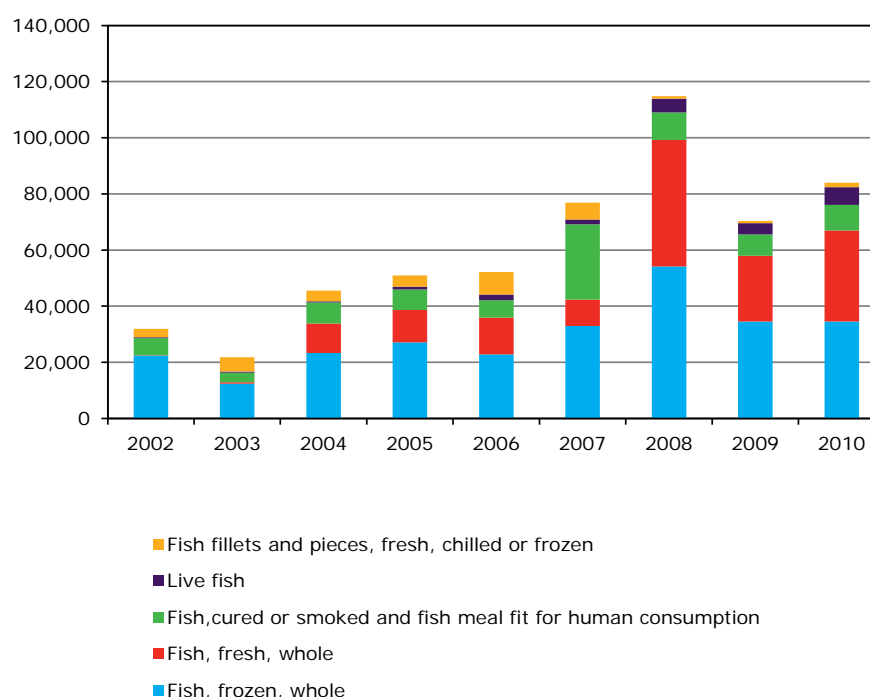 140,000
120,000
100,000
80,000
60,000
40,000
20,000
0
2002 2003 2004 2005 2006 2007 2008 2009 2010
Fish fillets and pieces, fresh, chilled or frozen
Live fish
Fish,cured or smoked and fish meal fit for human consumption
Fish, fresh, whole
Fish, frozen, whole